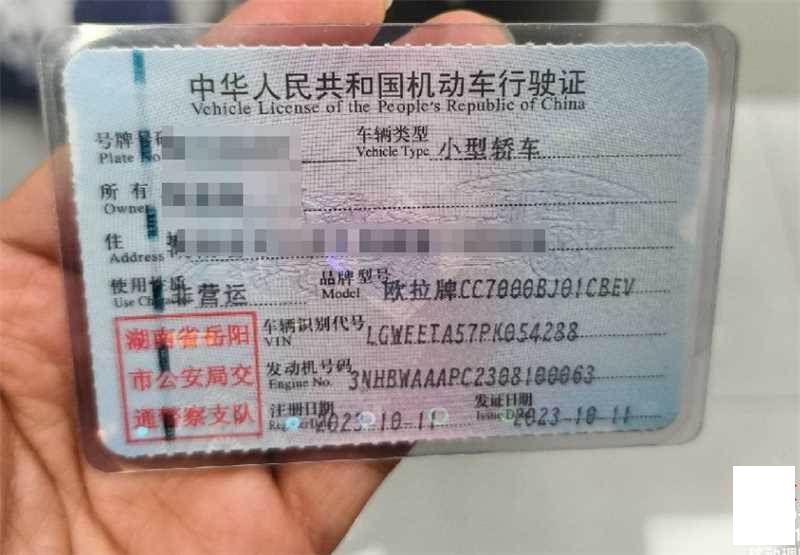 中华人民共和国机动车行驶证
Vehicle License of the People's Republic of China
号牌号码
Plate No.
车辆类型 小型轿车
Vehicle Type
所有
Owner
住
Address
使用性质 非营运
Use Cha
品牌型号 欧拉牌CC7000BJ01CBEV
Model
湖南省岳阳
市公安局交
通警察支队
车辆识别代号 LGWEETA57PK054288
VIN
发动机号码 3NHBWAAAPC2308100063
Engine No.
注册日期 2023-10-11
Register Date
发证日期 2023-10-11
Issue Date